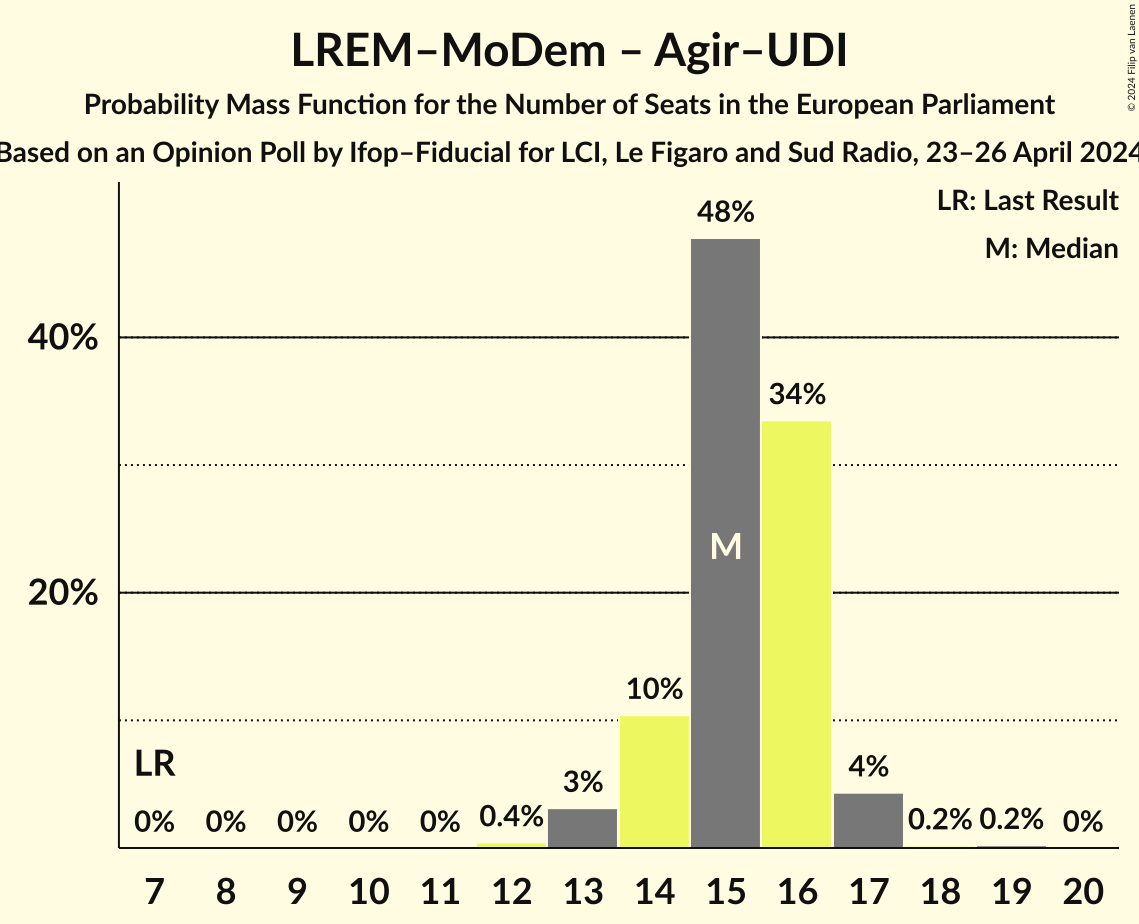 LREM–MoDem – Agir–UDI
Probability Mass Function for the Number of Seats in the European Parliament
Based on an Opinion Poll by Ifop–Fiducial for LCI, Le Figaro and Sud Radio, 23–26 April 2024
© 2024 Filip van Laenen
LR: Last Result
M: Median
48%
40%
34%
M
20%
10%
LR
3%
4%
0% 0% 0% 0% 0% 0.4% 0.2% 0.2% 0%
7 8 9 10 11 12 13 14 15 16 17 18 19 20